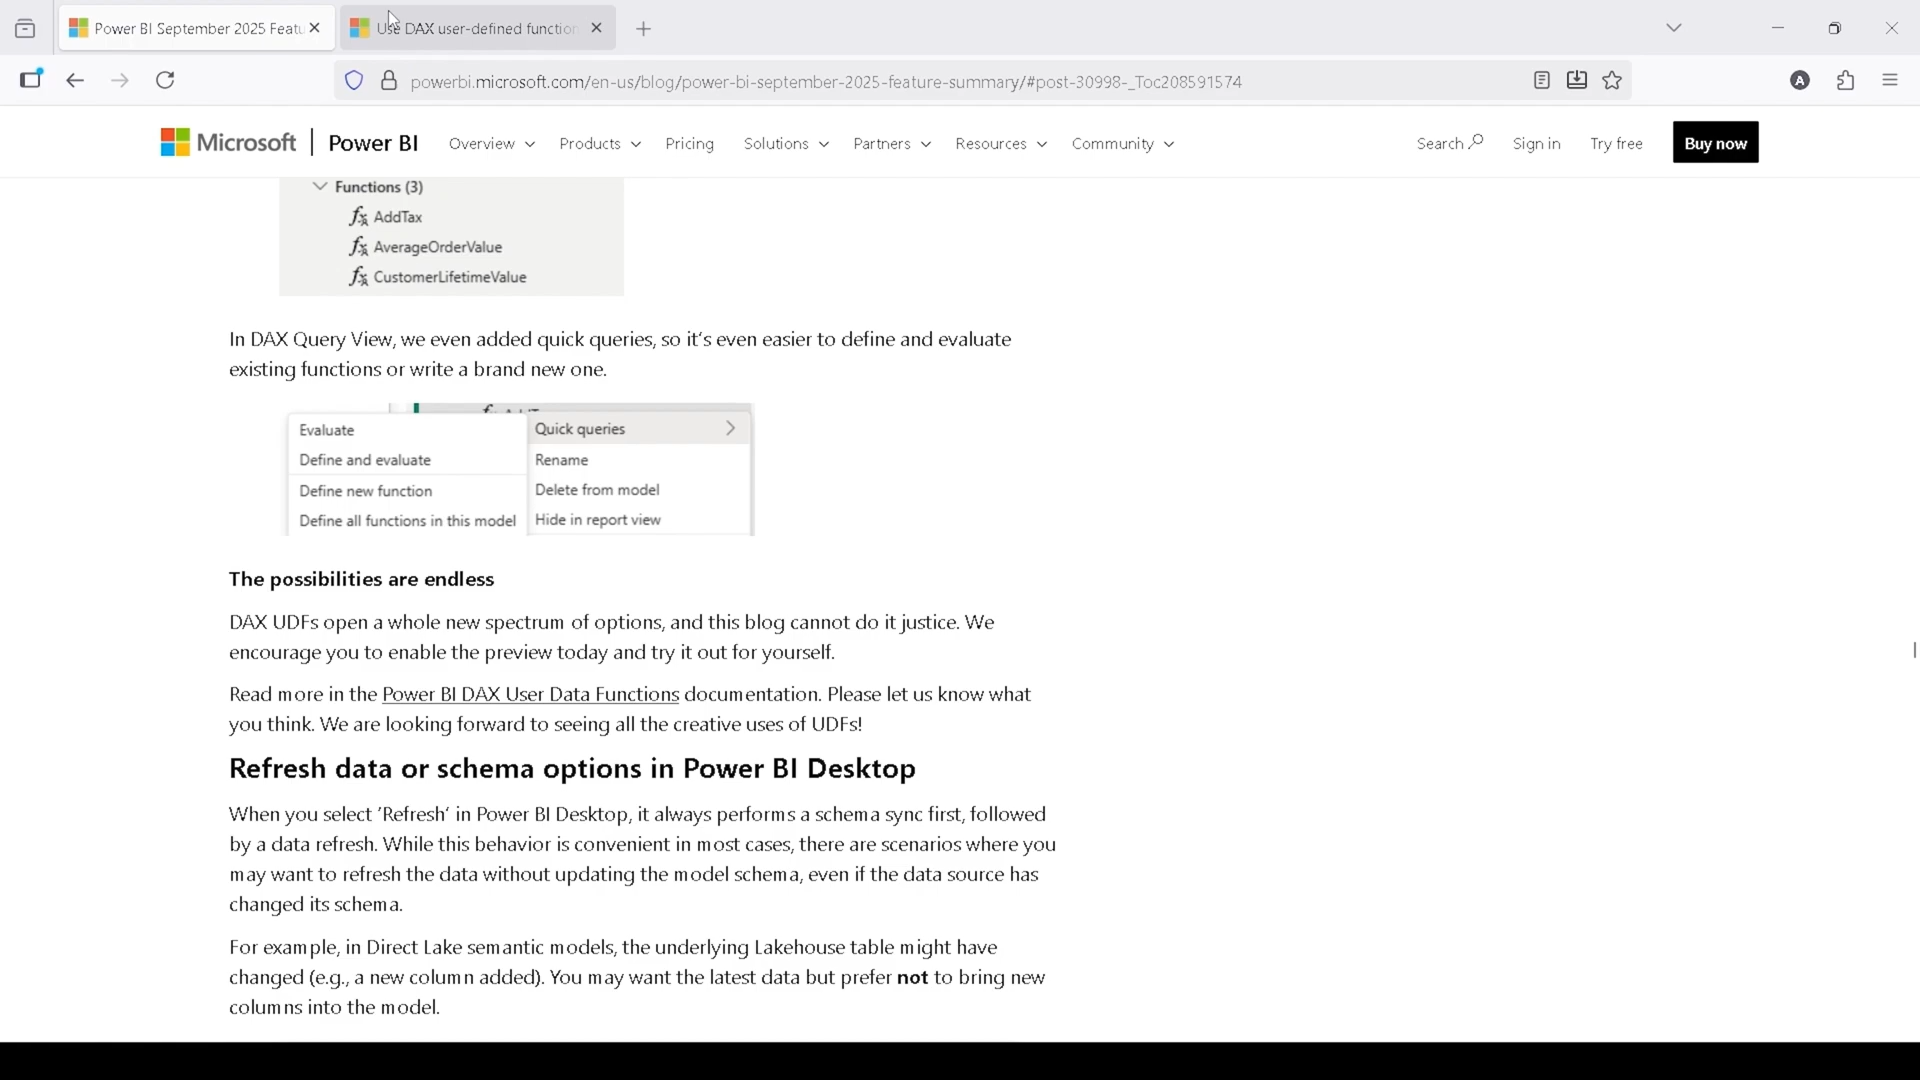 Power BI September 2025 Featu
Use DAX user-defined function
powerbi.microsoft.com/en-us/blog/power-bi-september-2025-feature-summary/#post-30998-_Toc208591574
A
Microsoft | Power BI
Overview
Products
Pricing
Solutions
Partners
Resources
Community
Search
Sign in
Try free
Buy now
Functions (3)
AddTax
AverageOrderValue
CustomerLifetimeValue
In DAX Query View, we even added quick queries, so it’s even easier to define and evaluate
existing functions or write a brand new one.
Evaluate
Define and evaluate
Define new function
Define all functions in this model
Quick queries
Rename
Delete from model
Hide in report view
The possibilities are endless
DAX UDFs open a whole new spectrum of options, and this blog cannot do it justice. We
encourage you to enable the preview today and try it out for yourself.
Read more in the Power BI DAX User Data Functions documentation. Please let us know what
you think. We are looking forward to seeing all the creative uses of UDFs!
Refresh data or schema options in Power BI Desktop
When you select ’Refresh‘ in Power BI Desktop, it always performs a schema sync first, followed
by a data refresh. While this behavior is convenient in most cases, there are scenarios where you
may want to refresh the data without updating the model schema, even if the data source has
changed its schema.
For example, in Direct Lake semantic models, the underlying Lakehouse table might have
changed (e.g., a new column added). You may want the latest data but prefer not to bring new
columns into the model.